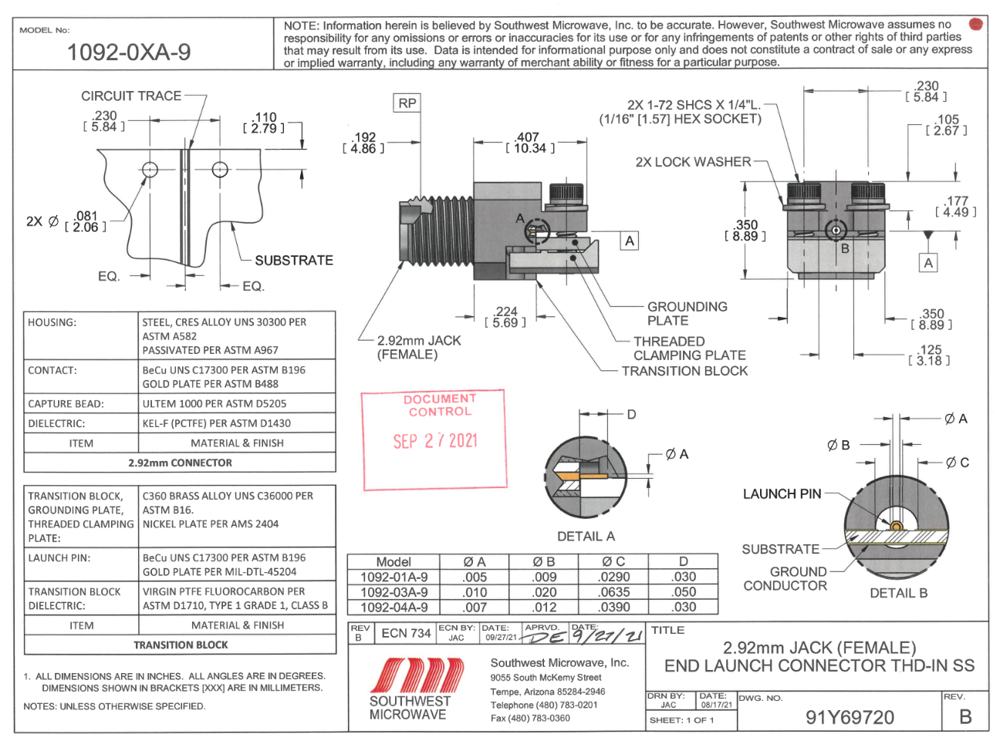 MODEL No:
1092-0XA-9
NOTE: Information herein is believed by Southwest Microwave, Inc. to be accurate. However, Southwest Microwave assumes no
responsibility for any omissions or errors or inaccuracies for its use or for any infringements of patents or other rights of third parties
that may result from its use. Data is intended for informational purpose only and does not constitute a contract of sale or any express
or implied warranty, including any warranty of merchant ability or fitness for a particular purpose.
CIRCUIT TRACE
.230
[ 5.84 ]
.110
[ 2.79 ]
2X Ø .081
[ 2.06 ]
SUBSTRATE
EQ.
EQ.
RP
.192
[ 4.86 ]
.407
[ 10.34 ]
A
A
.224
[ 5.69 ]
2.92mm JACK
(FEMALE)
GROUNDING
PLATE
THREADED
CLAMPING PLATE
TRANSITION BLOCK
2X 1-72 SHCS X 1/4"L.
(1/16" [1.57] HEX SOCKET)
2X LOCK WASHER
.230
[ 5.84 ]
.105
[ 2.67 ]
.177
[ 4.49 ]
.350
[ 8.89 ]
B
A
.350
[ 8.89 ]
.125
[ 3.18 ]
HOUSING: STEEL, CRES ALLOY UNS 30300 PER
ASTM A582
PASSIVATED PER ASTM A967
CONTACT: BeCu UNS C17300 PER ASTM B196
GOLD PLATE PER ASTM B488
CAPTURE BEAD: ULTEM 1000 PER ASTM D5205
DIELECTRIC: KEL-F (PCTFE) PER ASTM D1430
ITEM MATERIAL & FINISH
2.92mm CONNECTOR
TRANSITION BLOCK, C360 BRASS ALLOY UNS C36000 PER
GROUNDING PLATE, ASTM B16.
THREADED CLAMPING NICKEL PLATE PER AMS 2404
PLATE:
LAUNCH PIN: BeCu UNS C17300 PER ASTM B196
GOLD PLATE PER MIL-DTL-45204
TRANSITION BLOCK VIRGIN PTFE FLUOROCARBON PER
DIELECTRIC: ASTM D1710, TYPE 1 GRADE 1, CLASS B
ITEM MATERIAL & FINISH
TRANSITION BLOCK
1. ALL DIMENSIONS ARE IN INCHES. ALL ANGLES ARE IN DEGREES.
DIMENSIONS SHOWN IN BRACKETS [XXX] ARE IN MILLIMETERS.
NOTES: UNLESS OTHERWISE SPECIFIED.
DOCUMENT
CONTROL
SEP 27 2021
D
Ø A
DETAIL A
Ø A
Ø B
Ø C
LAUNCH PIN
SUBSTRATE
GROUND
CONDUCTOR
DETAIL B
Model Ø A Ø B Ø C D
1092-01A-9 .005 .009 .0290 .030
1092-03A-9 .010 .020 .0635 .050
1092-04A-9 .007 .012 .0390 .030
REV
B
ECN 734
ECN BY:
JAC
DATE:
09/27/21
APRVD.
DE
DATE:
9/27/21
SOUTHWEST
MICROWAVE
Southwest Microwave, Inc.
9055 South McKemy Street
Tempe, Arizona 85284-2946
Telephone (480) 783-0201
Fax (480) 783-0360
TITLE
2.92mm JACK (FEMALE)
END LAUNCH CONNECTOR THD-IN SS
DRN BY:
JAC
DATE:
08/17/21
SHEET: 1 OF 1
DWG. NO.
91Y69720
REV.
B